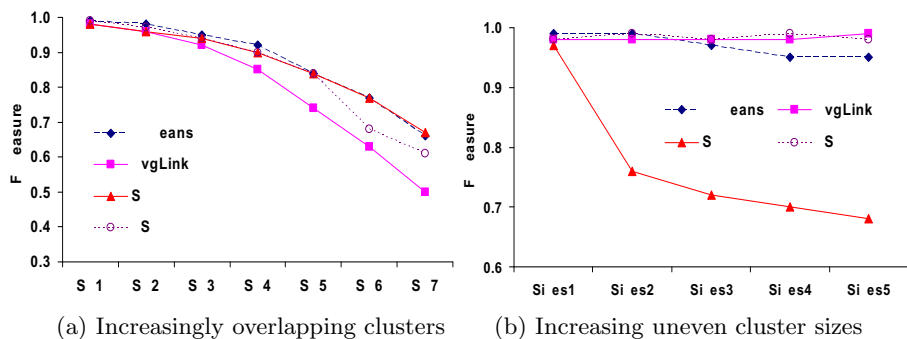 1.0
0.9
0.8
0.7
0.6
0.5
0.4
0.3
F easure
eans
vgLink
S
S
S 1 S 2 S 3 S 4 S 5 S 6 S 7
(a) Increasingly overlapping clusters
1.0
0.9
0.8
0.7
0.6
F easure
eans vgLink
S S
Si es1 Si es2 Si es3 Si es4 Si es5
(b) Increasing uneven cluster sizes